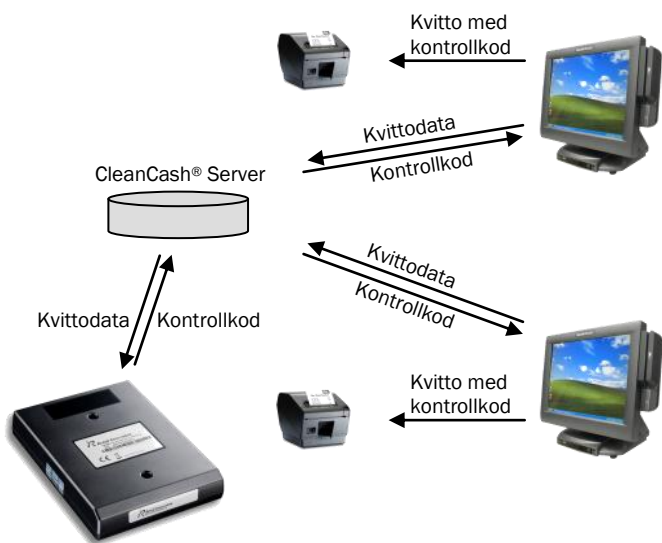 Kvitto med
kontrollkod
Kvittodata
Kontrollkod
CleanCash® Server
Kvittodata
Kontrollkod
Kvittodata
Kontrollkod
Kvitto med
kontrollkod